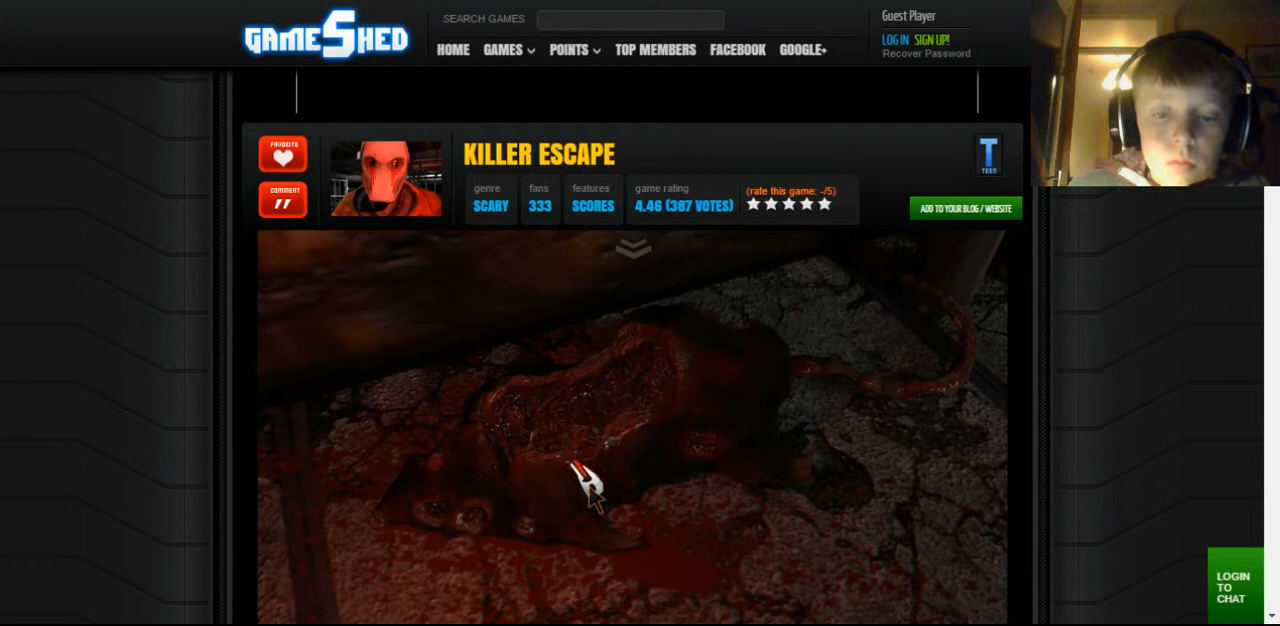 GAMESHED
SEARCH GAMES
HOME GAMES POINTS TOP MEMBERS FACEBOOK GOOGLE+
Guest Player
LOG IN SIGN UP!
Recover Password
FAVORITE
COMMENT
KILLER ESCAPE
genre
SCARY
fans
333
features
SCORES
game rating
4.46 (387 VOTES)
(rate this game: -/5)
T
TEEN
ADD TO YOUR BLOG / WEBSITE
LOGIN
TO
CHAT